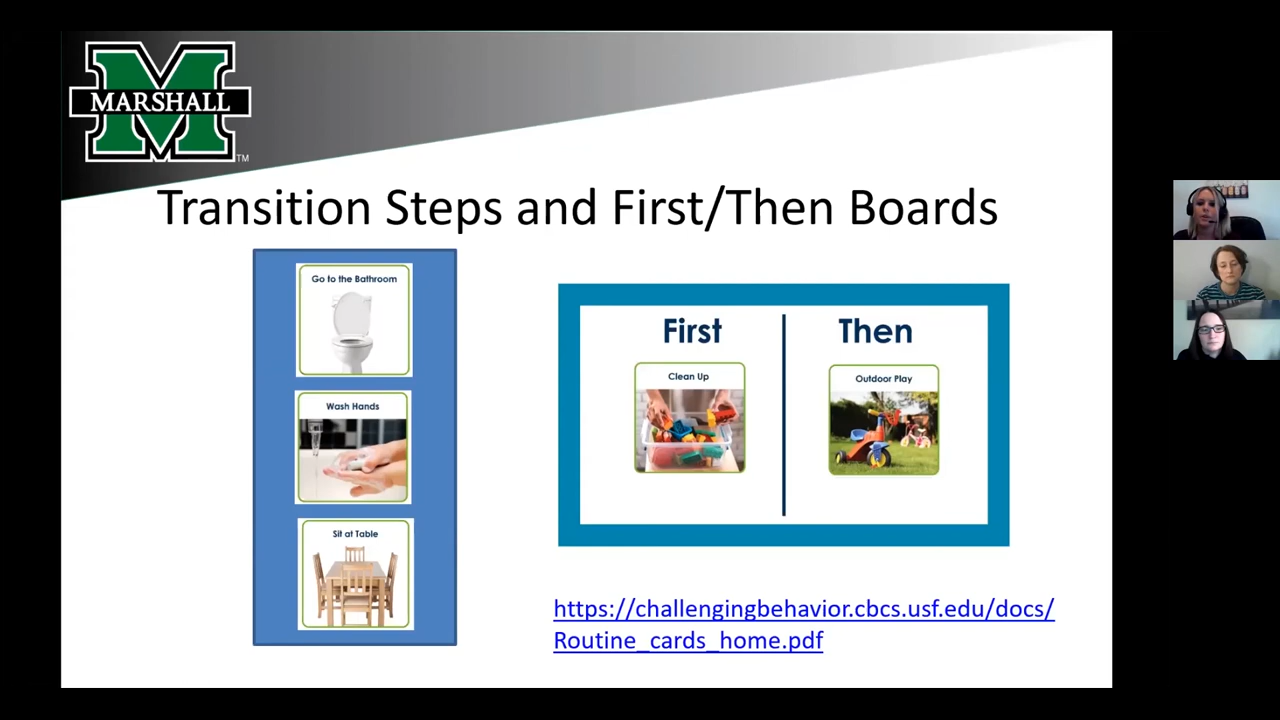 MARSHALL
TM
Transition Steps and First/Then Boards
Go to the Bathroom
Wash Hands
Sit at Table
First
Then
Clean Up
Outdoor Play
https://challengingbehavior.cbcs.usf.edu/docs/
Routine_cards_home.pdf